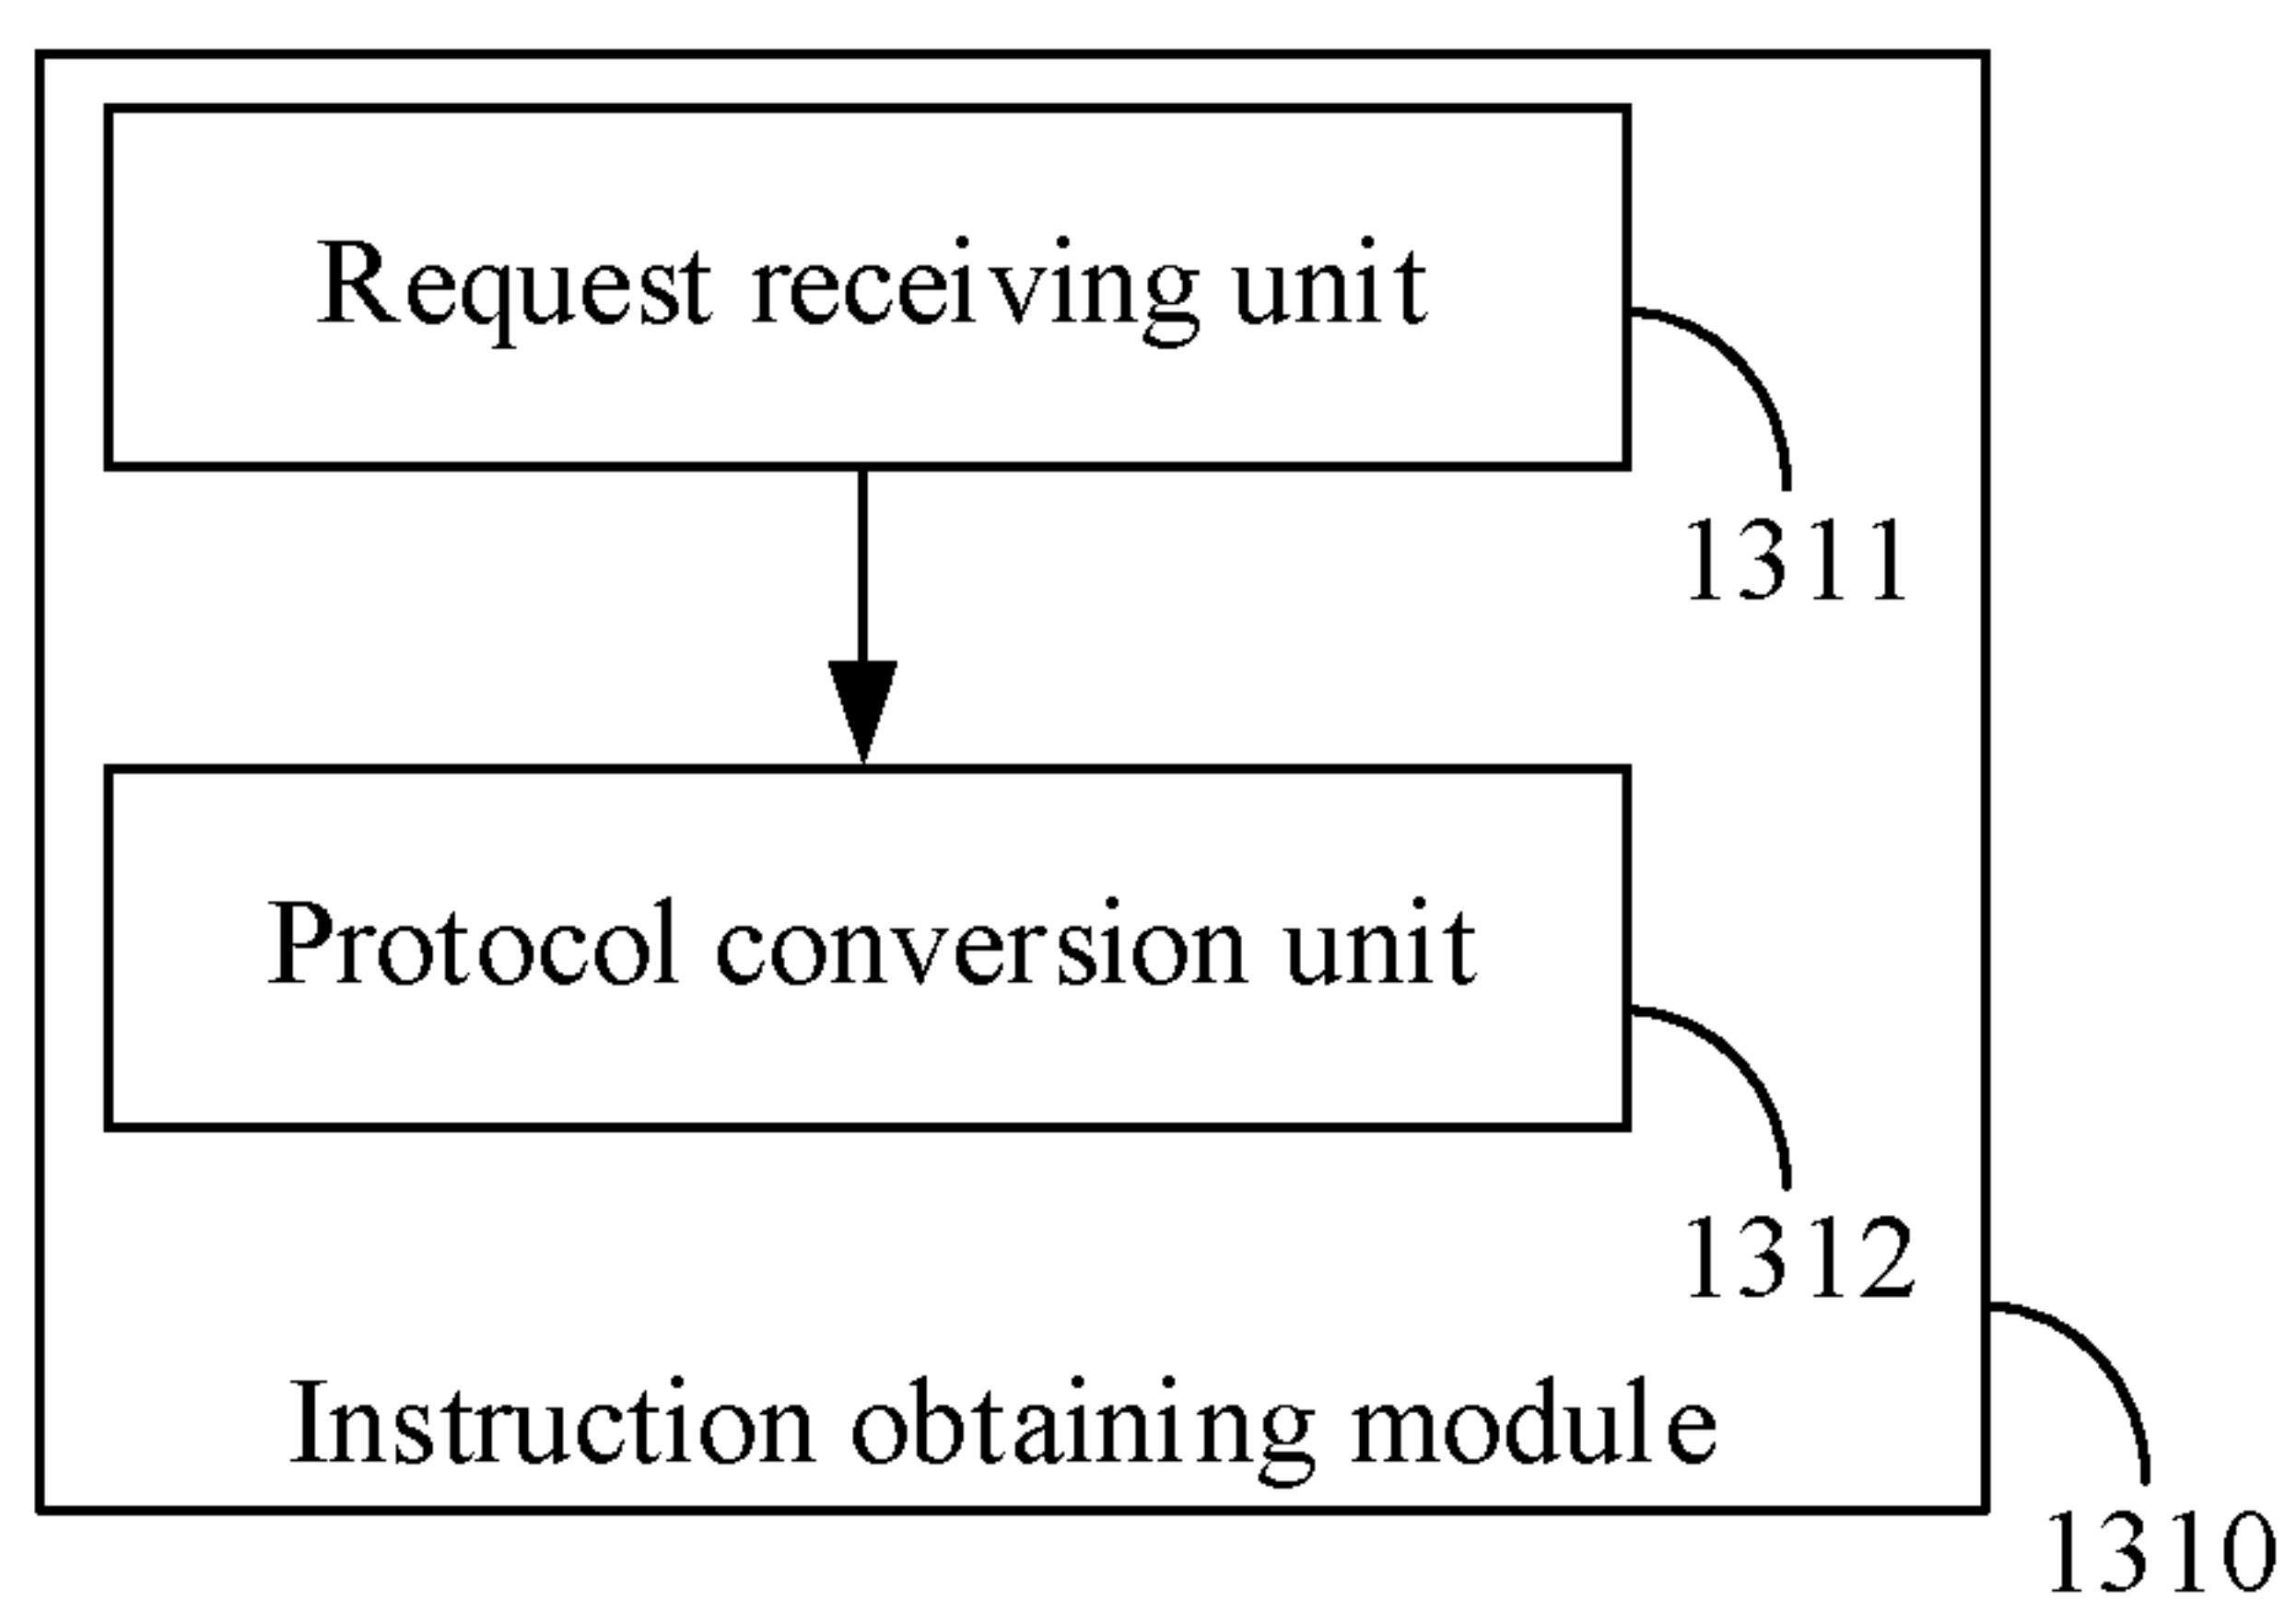 Request receiving unit
1311
Protocol conversion unit
1312
Instruction obtaining module
1310